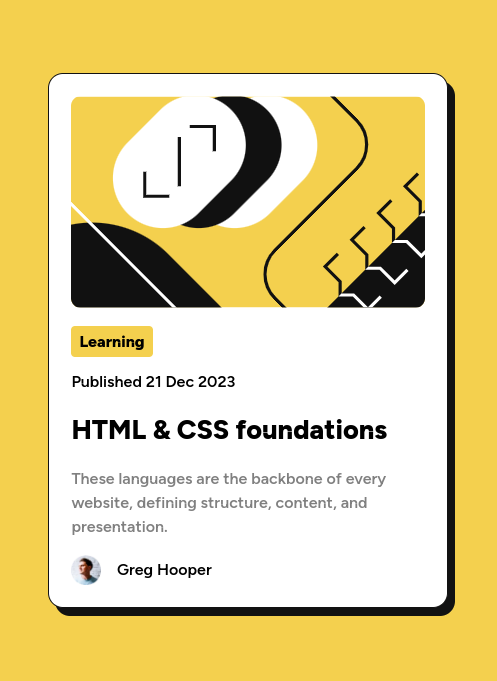 Learning
Published 21 Dec 2023
HTML & CSS foundations
These languages are the backbone of every
website, defining structure, content, and
presentation.
Greg Hooper